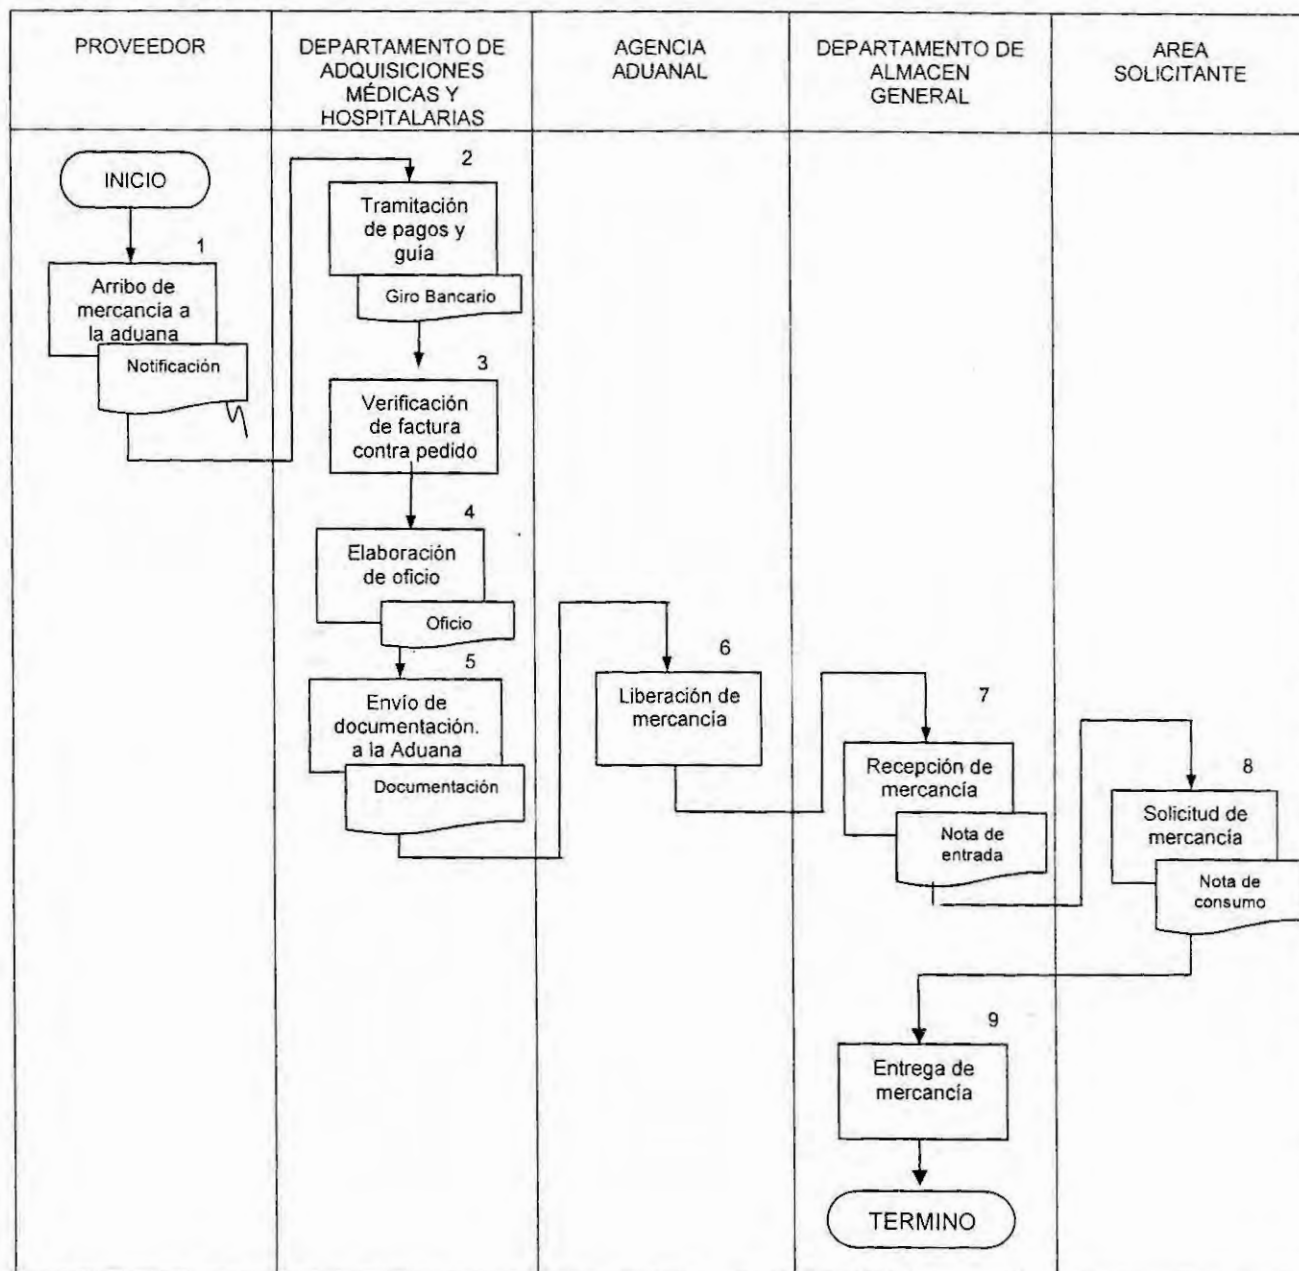 PROVEEDOR
DEPARTAMENTO DE
ADQUISICIONES
MÉDICAS Y
HOSPITALARIAS
AGENCIA
ADUANAL
DEPARTAMENTO DE
ALMACEN
GENERAL
AREA
SOLICITANTE
INICIO
1
Arribo de
mercancía a
la aduana
Notificación
2
Tramitación
de pagos y
guía
Giro Bancario
3
Verificación
de factura
contra pedido
4
Elaboración
de oficio
Oficio
5
Envío de
documentación.
a la Aduana
Documentación
6
Liberación de
mercancía
7
Recepción de
mercancía
Nota de
entrada
8
Solicitud de
mercancía
Nota de
consumo
9
Entrega de
mercancía
TERMINO